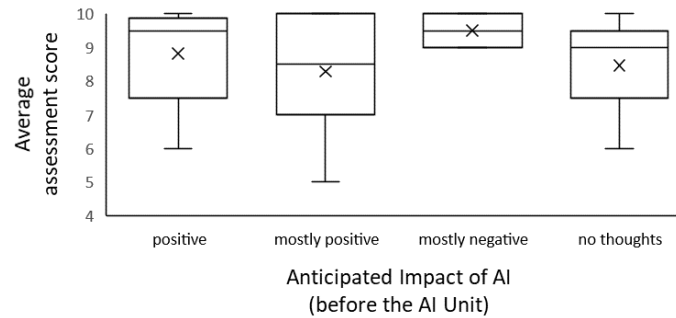 Average
assessment score
10
9
8
7
6
5
4
positive
mostly positive
mostly negative
no thoughts
Anticipated Impact of AI
(before the AI Unit)